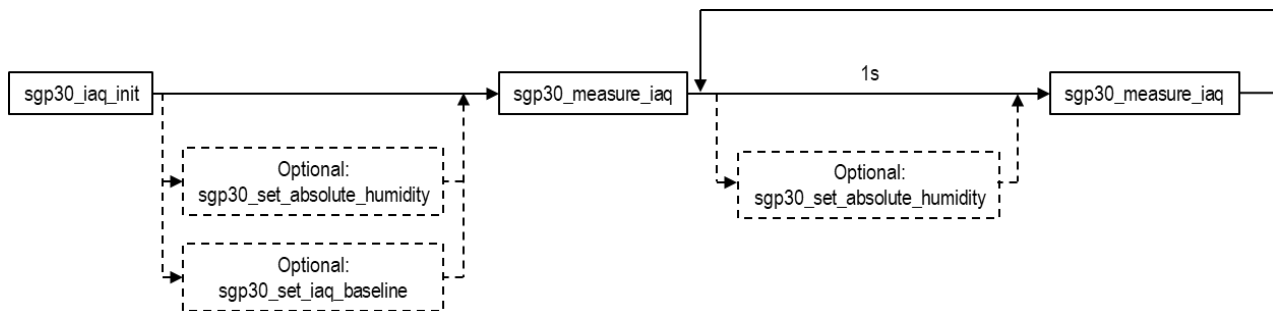 sgp30_iaq_init
sgp30_measure_iaq
1s
sgp30_measure_iaq
Optional:
sgp30_set_absolute_humidity
Optional:
sgp30_set_absolute_humidity
Optional:
sgp30_set_iaq_baseline